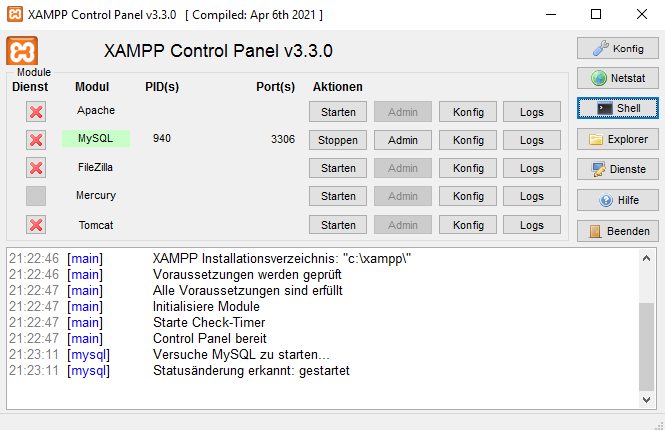 XAMPP Control Panel v3.3.0 [ Compiled: Apr 6th 2021 ]
XAMPP Control Panel v3.3.0
Konfig
Module
Dienst Modul PID(s) Port(s) Aktionen
Netstat
Apache Starten Admin Konfig Logs
Shell
MySQL 940 3306 Stoppen Admin Konfig Logs
Explorer
FileZilla Starten Admin Konfig Logs
Dienste
Mercury Starten Admin Konfig Logs
Hilfe
Tomcat Starten Admin Konfig Logs
Beenden
21:22:46 [main] XAMPP Installationsverzeichnis: "c:\xampp\"
21:22:46 [main] Voraussetzungen werden geprüft
21:22:47 [main] Alle Voraussetzungen sind erfüllt
21:22:47 [main] Initialisiere Module
21:22:47 [main] Starte Check-Timer
21:22:47 [main] Control Panel bereit
21:23:11 [mysql] Versuche MySQL zu starten...
21:23:11 [mysql] Statusänderung erkannt: gestartet